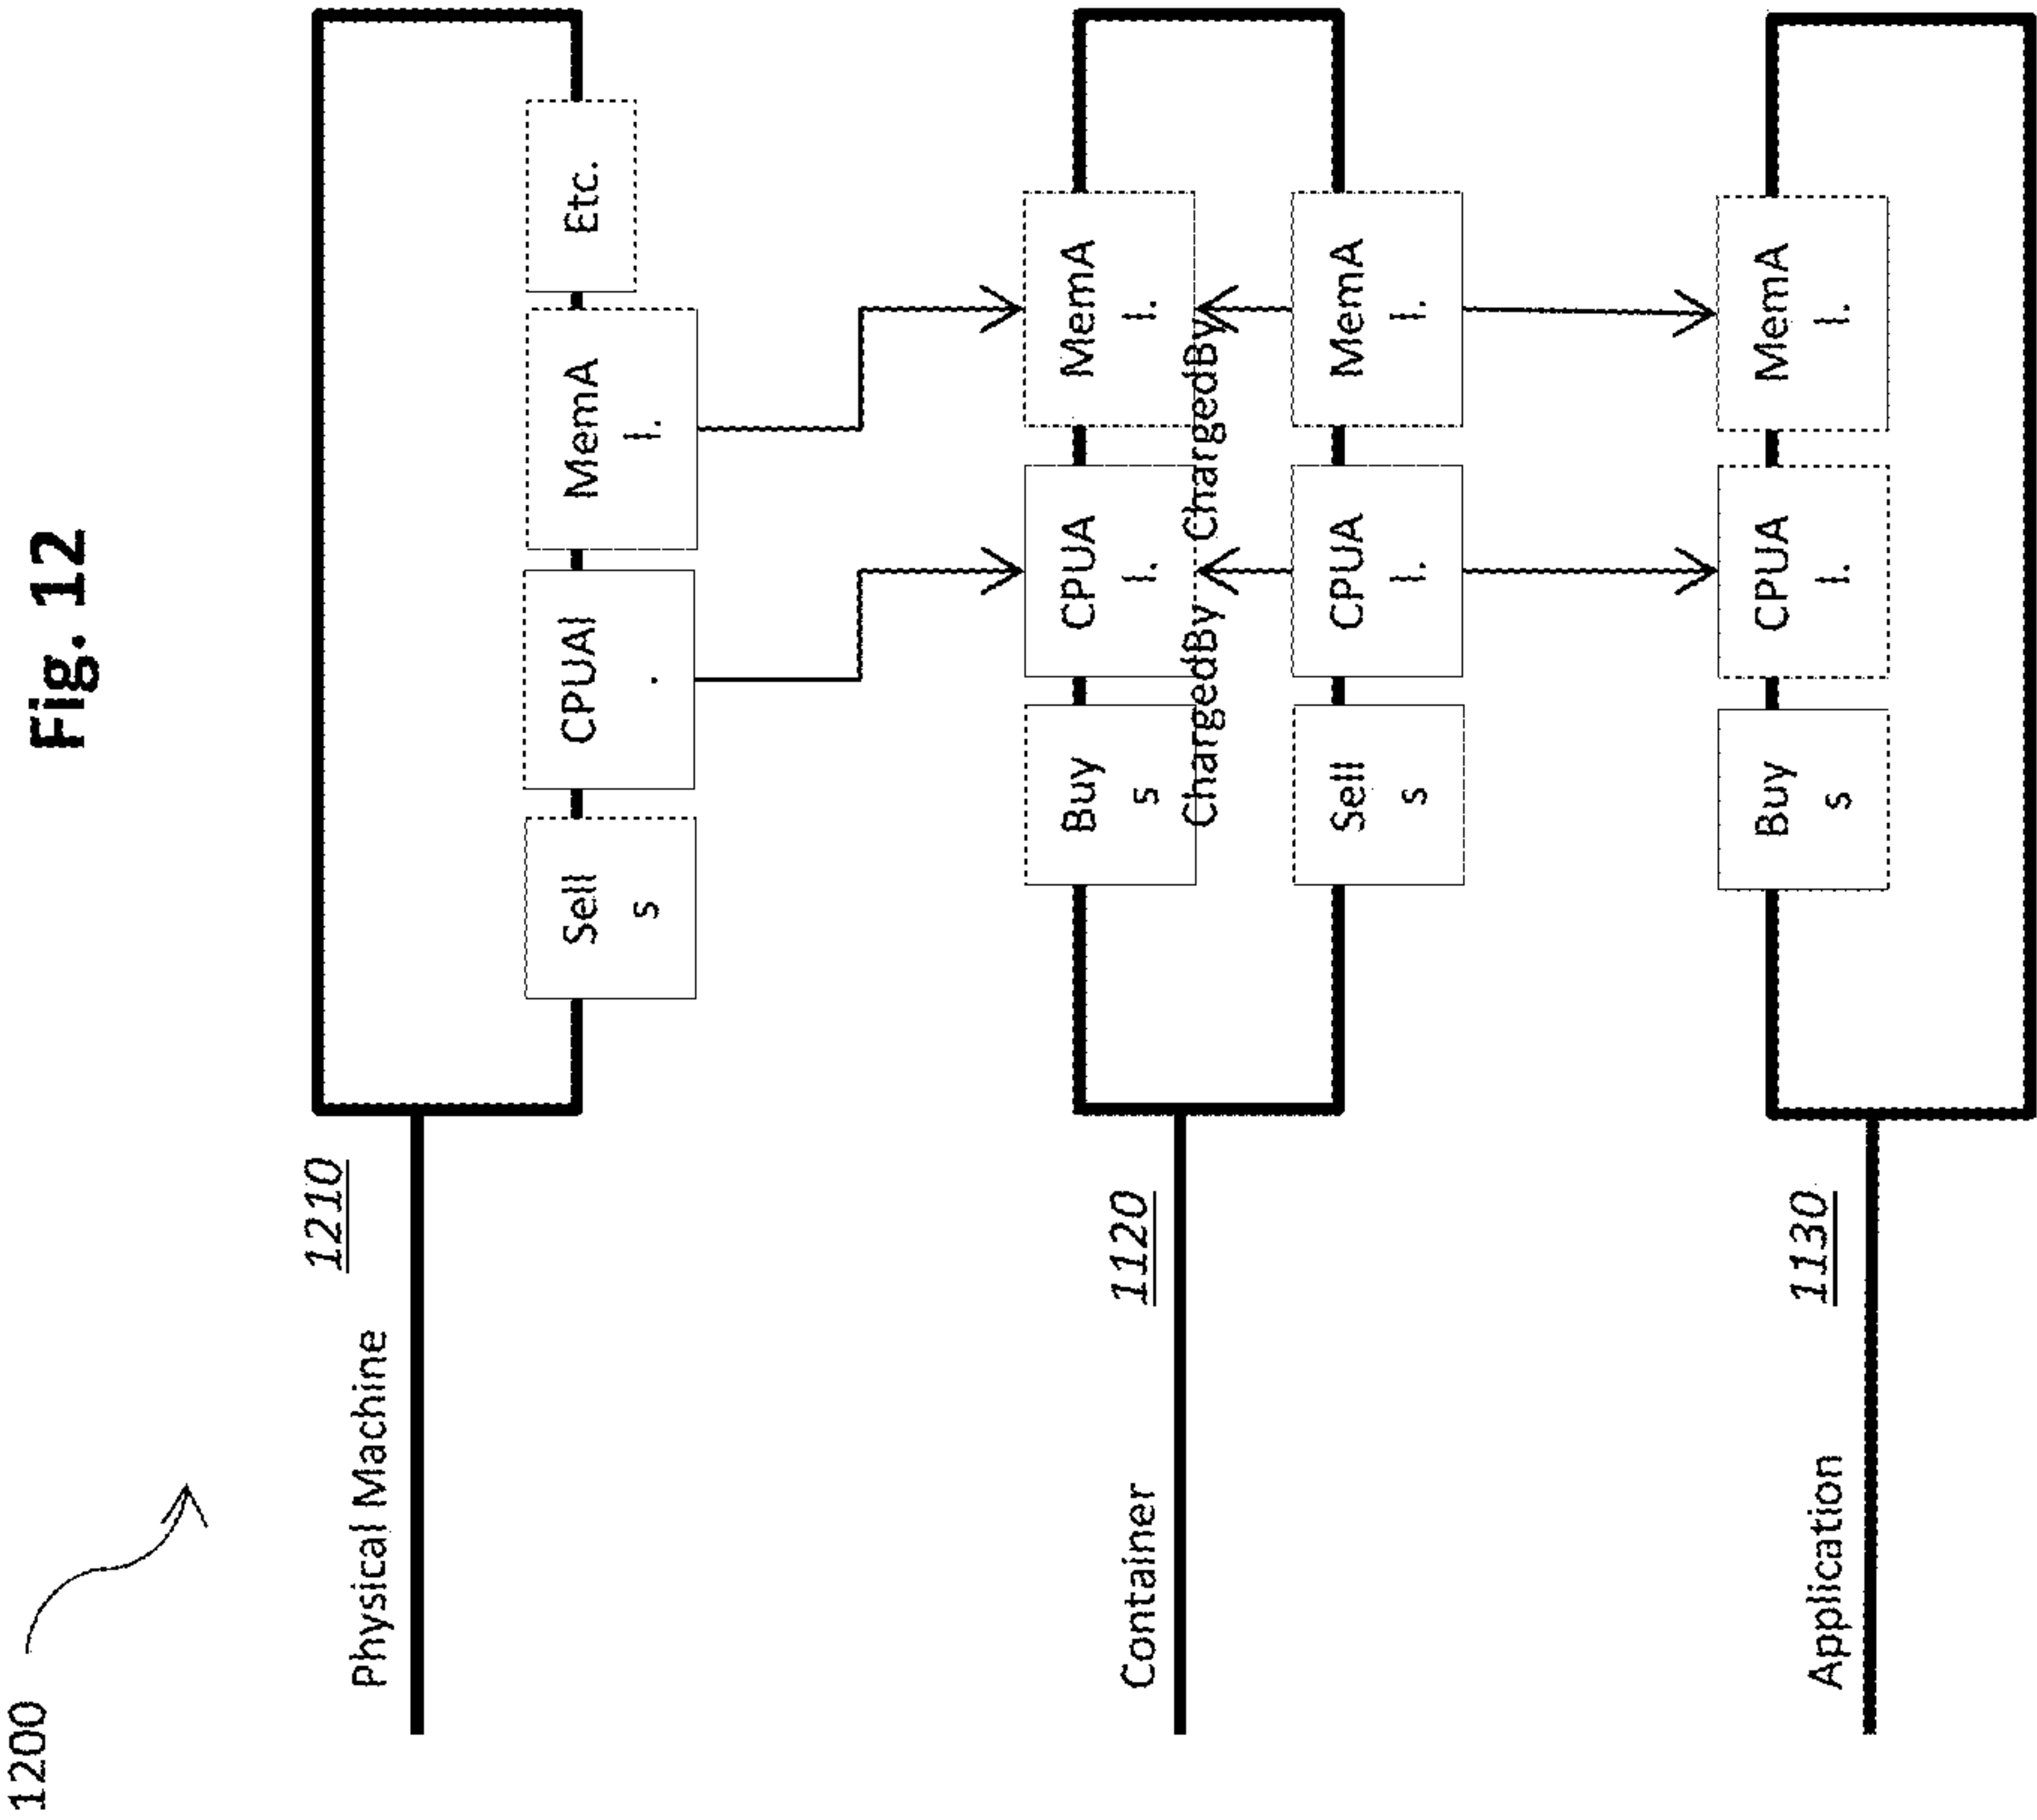 Fig. 12
1200
Physical Machine
1210
Sell
s
CPUAl
.
MemA
l.
Etc.
Container
1120
Buy
s
CPUA
l.
MemA
l.
ChargedBy
ChargedBy
Sell
s
CPUA
l.
MemA
l.
Application
1130
Buy
s
CPUA
l.
MemA
l.